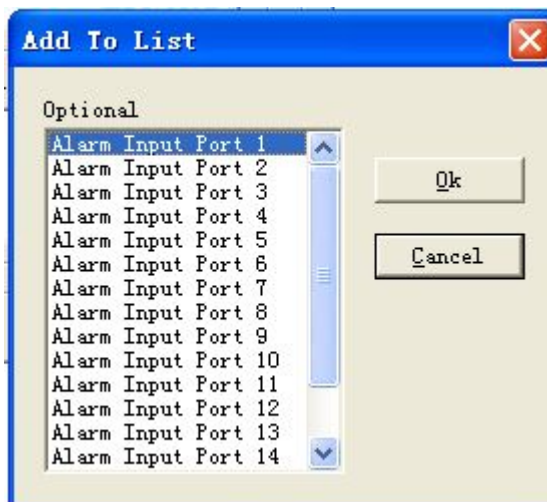 Add To List
Optional
Alarm Input Port 1
Alarm Input Port 2
Alarm Input Port 3
Alarm Input Port 4
Alarm Input Port 5
Alarm Input Port 6
Alarm Input Port 7
Alarm Input Port 8
Alarm Input Port 9
Alarm Input Port 10
Alarm Input Port 11
Alarm Input Port 12
Alarm Input Port 13
Alarm Input Port 14
Ok
Cancel